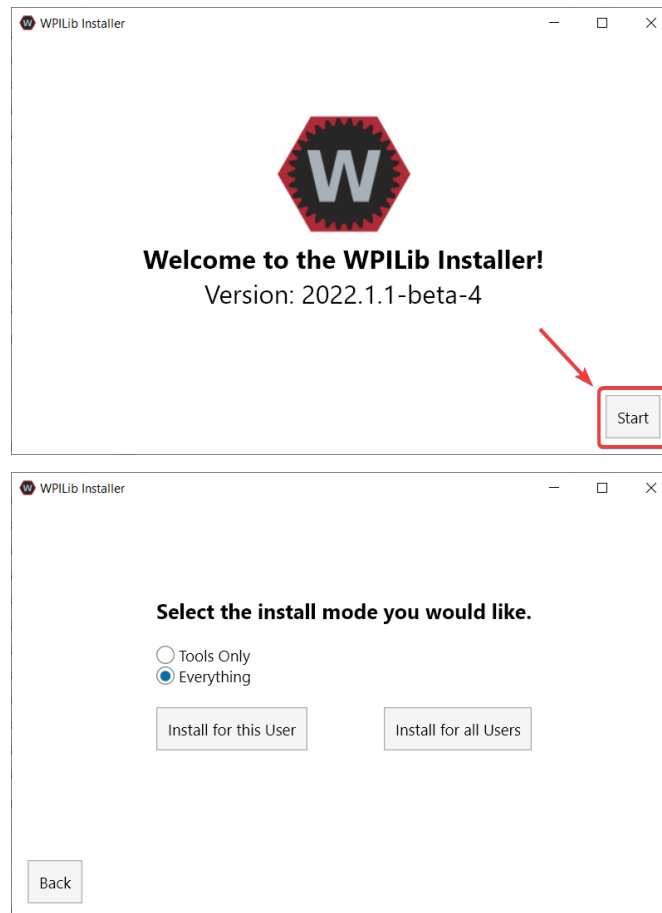 WPILib Installer
W
Welcome to the WPILib Installer!
Version: 2022.1.1-beta-4
Start
WPILib Installer
Select the install mode you would like.
Tools Only
Everything
Install for this User Install for all Users
Back